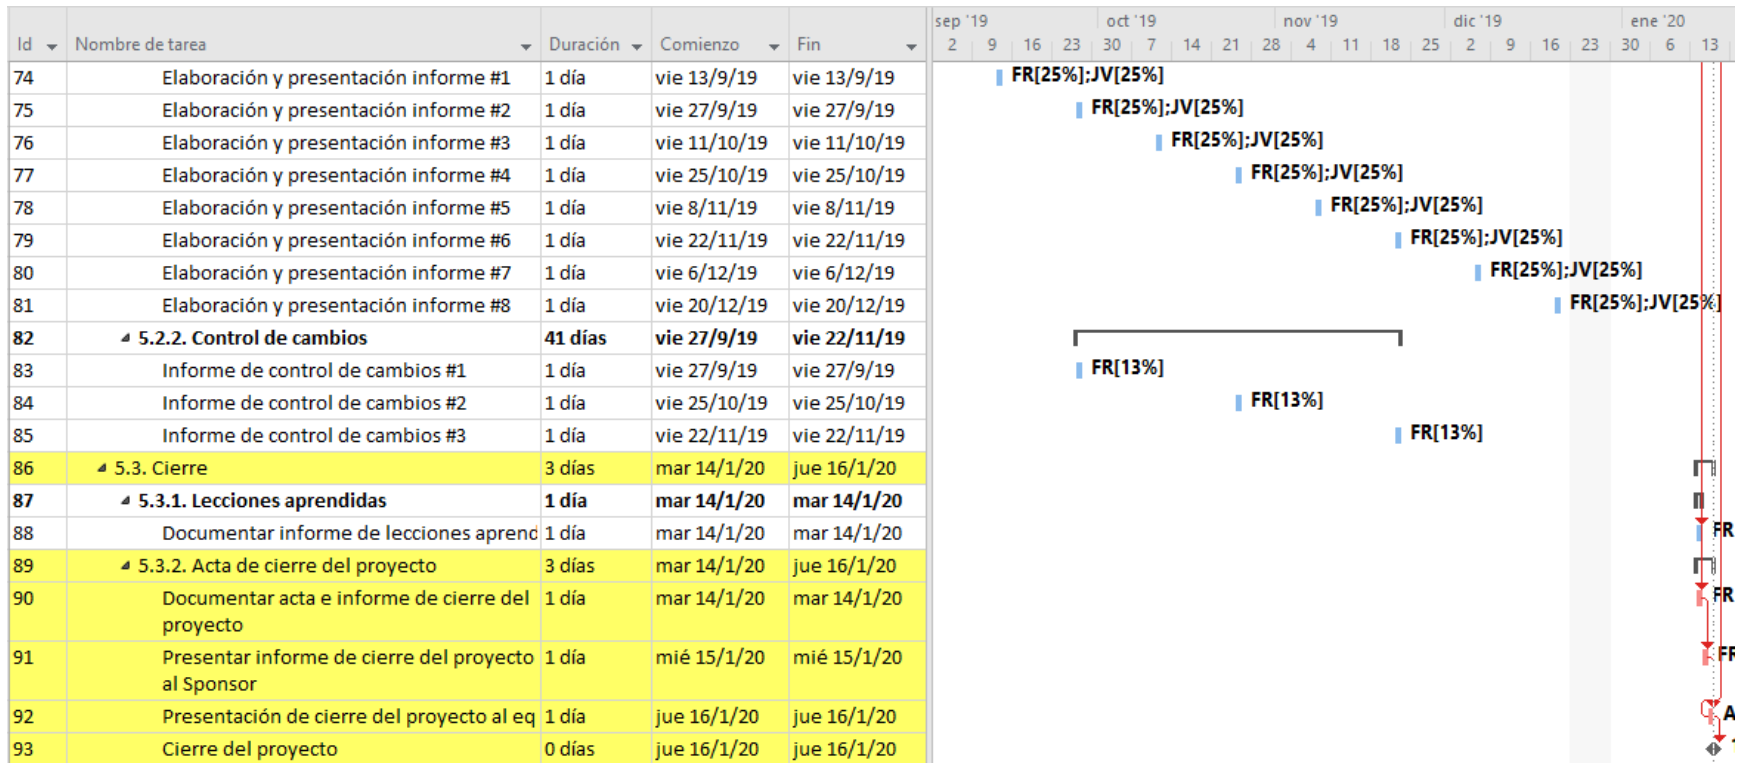 sep '19 oct '19 nov '19 dic '19 ene '20
Id Nombre de tarea Duración Comienzo Fin 2 9 16 23 30 7 14 21 28 4 11 18 25 2 9 16 23 30 6 13
74 Elaboración y presentación informe #1 1 día vie 13/9/19 vie 13/9/19 FR[25%];JV[25%]
75 Elaboración y presentación informe #2 1 día vie 27/9/19 vie 27/9/19 FR[25%];JV[25%]
76 Elaboración y presentación informe #3 1 día vie 11/10/19 vie 11/10/19 FR[25%];JV[25%]
77 Elaboración y presentación informe #4 1 día vie 25/10/19 vie 25/10/19 FR[25%];JV[25%]
78 Elaboración y presentación informe #5 1 día vie 8/11/19 vie 8/11/19 FR[25%];JV[25%]
79 Elaboración y presentación informe #6 1 día vie 22/11/19 vie 22/11/19 FR[25%];JV[25%]
80 Elaboración y presentación informe #7 1 día vie 6/12/19 vie 6/12/19 FR[25%];JV[25%]
81 Elaboración y presentación informe #8 1 día vie 20/12/19 vie 20/12/19 FR[25%];JV[25%]
82 5.2.2. Control de cambios 41 días vie 27/9/19 vie 22/11/19
83 Informe de control de cambios #1 1 día vie 27/9/19 vie 27/9/19 FR[13%]
84 Informe de control de cambios #2 1 día vie 25/10/19 vie 25/10/19 FR[13%]
85 Informe de control de cambios #3 1 día vie 22/11/19 vie 22/11/19 FR[13%]
86 5.3. Cierre 3 días mar 14/1/20 jue 16/1/20
87 5.3.1. Lecciones aprendidas 1 día mar 14/1/20 mar 14/1/20
88 Documentar informe de lecciones aprend 1 día mar 14/1/20 mar 14/1/20 FR
89 5.3.2. Acta de cierre del proyecto 3 días mar 14/1/20 jue 16/1/20
90 Documentar acta e informe de cierre del 1 día mar 14/1/20 mar 14/1/20 FR
proyecto
91 Presentar informe de cierre del proyecto 1 día mié 15/1/20 mié 15/1/20 FR
al Sponsor
92 Presentación de cierre del proyecto al eq 1 día jue 16/1/20 jue 16/1/20 A
93 Cierre del proyecto 0 días jue 16/1/20 jue 16/1/20